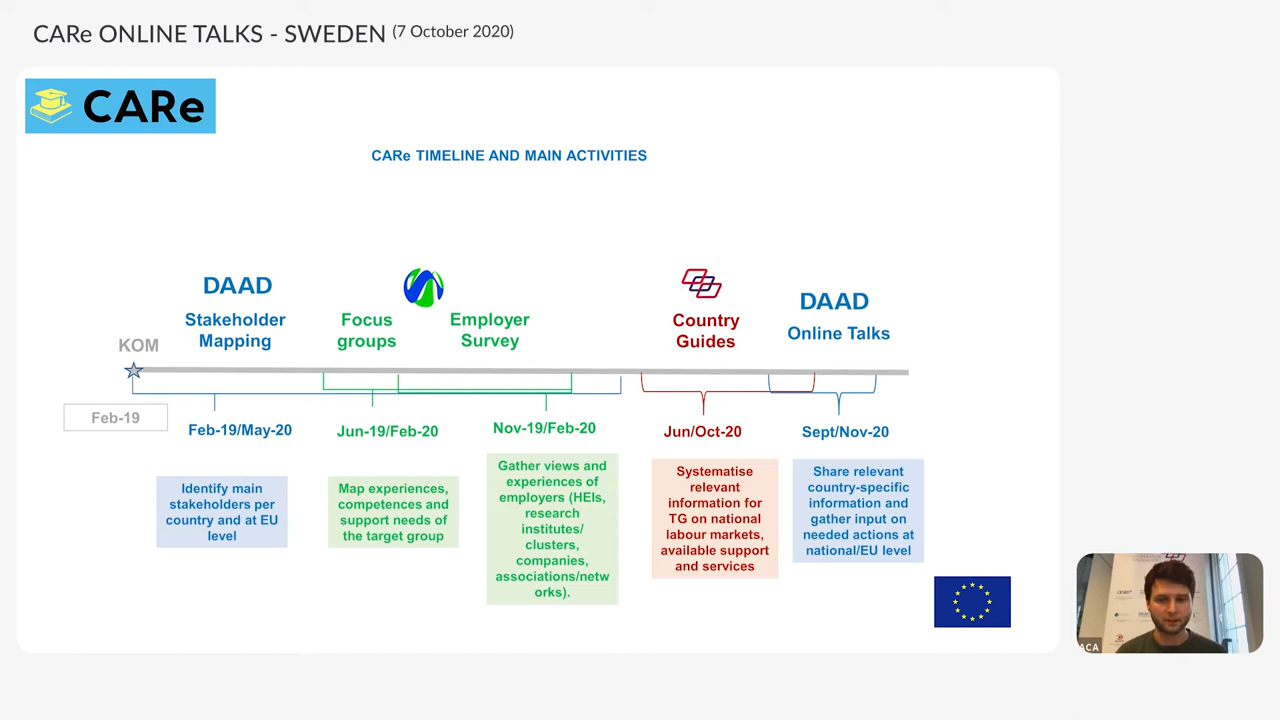 CARe ONLINE TALKS - SWEDEN (7 October 2020)
CARe
CARe TIMELINE AND MAIN ACTIVITIES
KOM
Feb-19
DAAD
Stakeholder
Mapping
Feb-19/May-20
Identify main
stakeholders per
country and at EU
level
Focus
groups
Jun-19/Feb-20
Map experiences,
competences and
support needs of
the target group
Employer
Survey
Nov-19/Feb-20
Gather views and
experiences of
employers (HEIs,
research
institutes/
clusters,
companies,
associations/netw
orks).
Country
Guides
Jun/Oct-20
Systematise
relevant
information for
TG on national
labour markets,
available support
and services
DAAD
Online Talks
Sept/Nov-20
Share relevant
country-specific
information and
gather input on
needed actions at
national/EU level
ACA